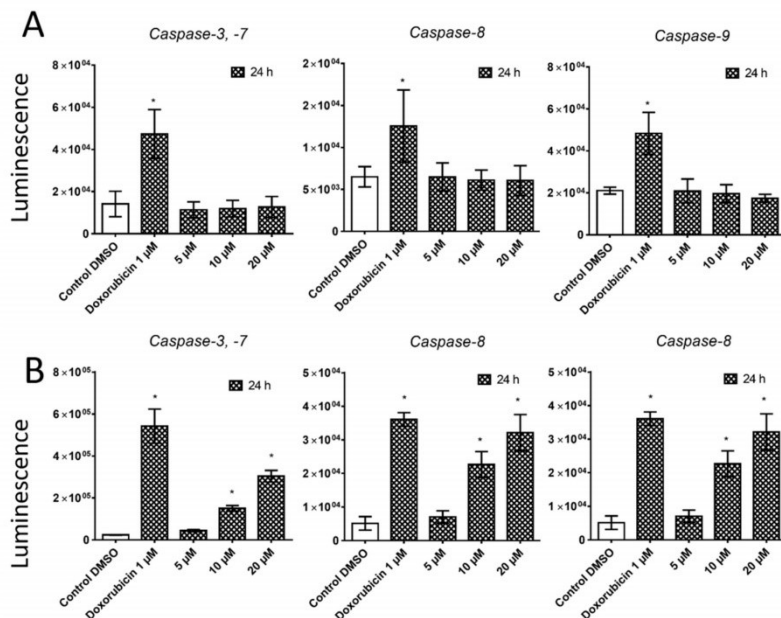 A
Caspase-3, -7
Caspase-8
Caspase-9
Luminescence
8×10⁰⁴
6×10⁰⁴
4×10⁰⁴
2×10⁰⁴
0
24 h
*
Control DMSO
Doxorubicin 1 µM
5 µM
10 µM
20 µM
2×10⁰⁴
2×10⁰⁴
1×10⁰⁴
5×10⁰³
0
24 h
*
Control DMSO
Doxorubicin 1 µM
5 µM
10 µM
20 µM
8×10⁰⁴
6×10⁰⁴
4×10⁰⁴
2×10⁰⁴
0
24 h
*
Control DMSO
Doxorubicin 1 µM
5 µM
10 µM
20 µM
B
Caspase-3, -7
Caspase-8
Caspase-8
Luminescence
8×10⁰⁵
6×10⁰⁵
4×10⁰⁵
2×10⁰⁵
0
24 h
*
*
*
Control DMSO
Doxorubicin 1 µM
5 µM
10 µM
20 µM
5×10⁰⁴
4×10⁰⁴
3×10⁰⁴
2×10⁰⁴
1×10⁰⁴
0
24 h
*
*
*
Control DMSO
Doxorubicin 1 µM
5 µM
10 µM
20 µM
5×10⁰⁴
4×10⁰⁴
3×10⁰⁴
2×10⁰⁴
1×10⁰⁴
0
24 h
*
*
*
Control DMSO
Doxorubicin 1 µM
5 µM
10 µM
20 µM